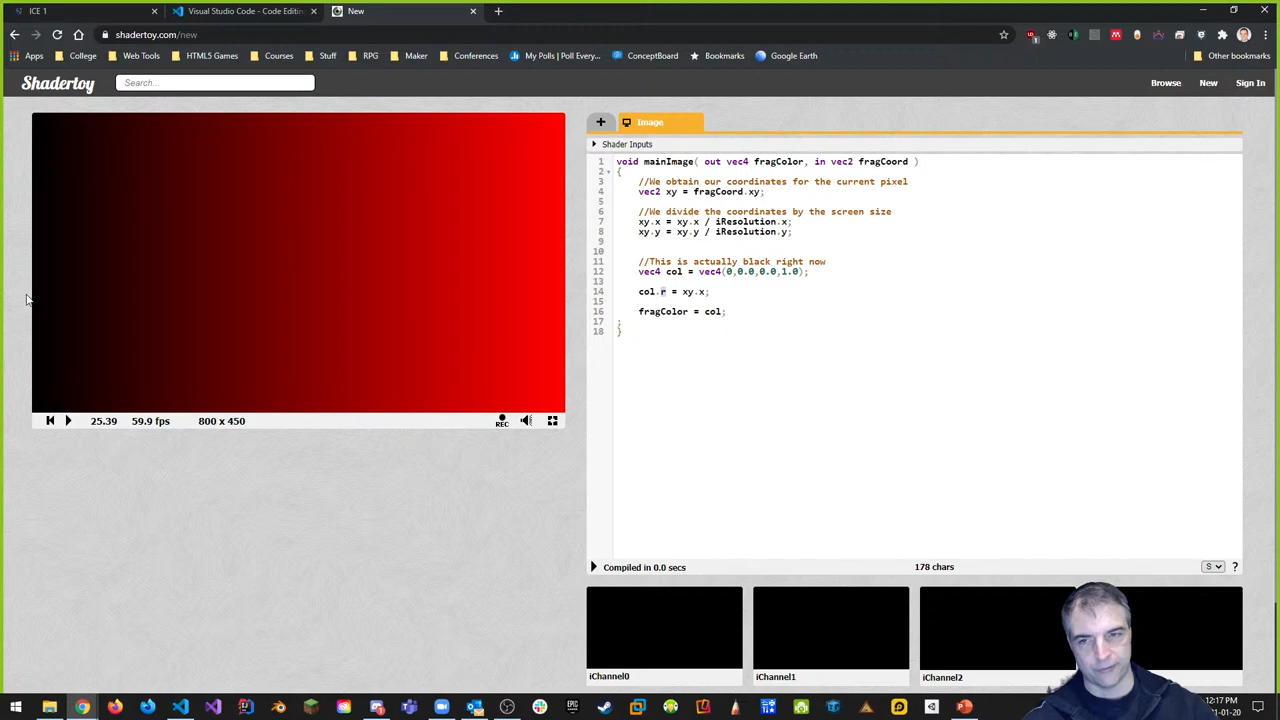 ICE 1
Visual Studio Code - Code Editin
New
shadertoy.com/new
Apps
College
Web Tools
HTML5 Games
Courses
Stuff
RPG
Maker
Conferences
My Polls | Poll Every...
ConceptBoard
Bookmarks
Google Earth
Other bookmarks
Shadertoy
Search...
Browse
New
Sign In
+ Image
Shader Inputs
1 void mainImage( out vec4 fragColor, in vec2 fragCoord )
2 {
3 //We obtain our coordinates for the current pixel
4 vec2 xy = fragCoord.xy;
5
6 //We divide the coordinates by the screen size
7 xy.x = xy.x / iResolution.x;
8 xy.y = xy.y / iResolution.y;
9
10
11 //This is actually black right now
12 vec4 col = vec4(0,0.0,0.0,1.0);
13
14 col.r = xy.x;
15
16 fragColor = col;
17 ;
18 }
25.39
59.9 fps
800 x 450
REC
Compiled in 0.0 secs
178 chars
S
?
iChannel0
iChannel1
iChannel2
12:17 PM
01-20